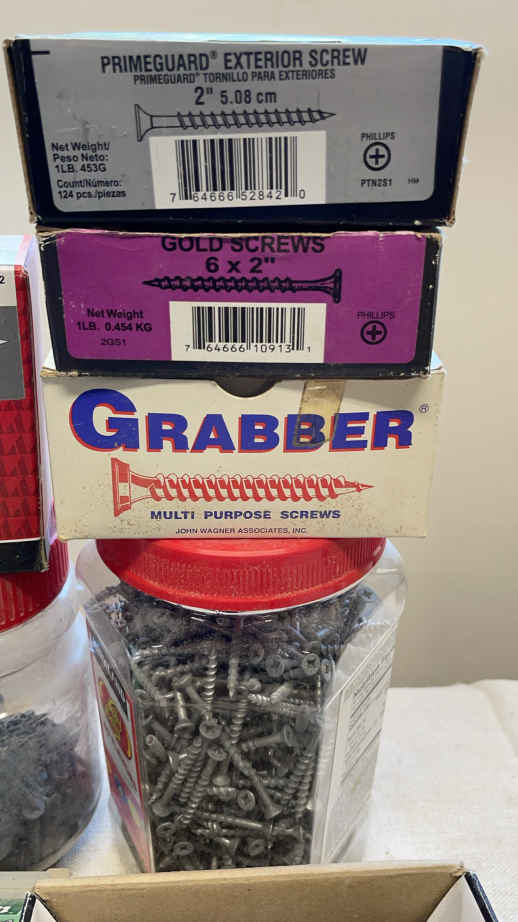 PRIMEGUARD® EXTERIOR SCREW
PRIMEGUARD® TORNILLO PARA EXTERIORES
2" 5.08 cm
Net Weight/
Peso Neto:
1LB. 453G
Count/Número:
124 pcs./piezas
7 64666 52842 0
PHILLIPS
PTN2S1
GOLD SCREWS
6 x 2"
Net Weight
1LB. 0.454 KG
2GS1
7 64666 10913 1
PHILLIPS
GRABBER®
MULTI PURPOSE SCREWS
JOHN WAGNER ASSOCIATES, INC.
2